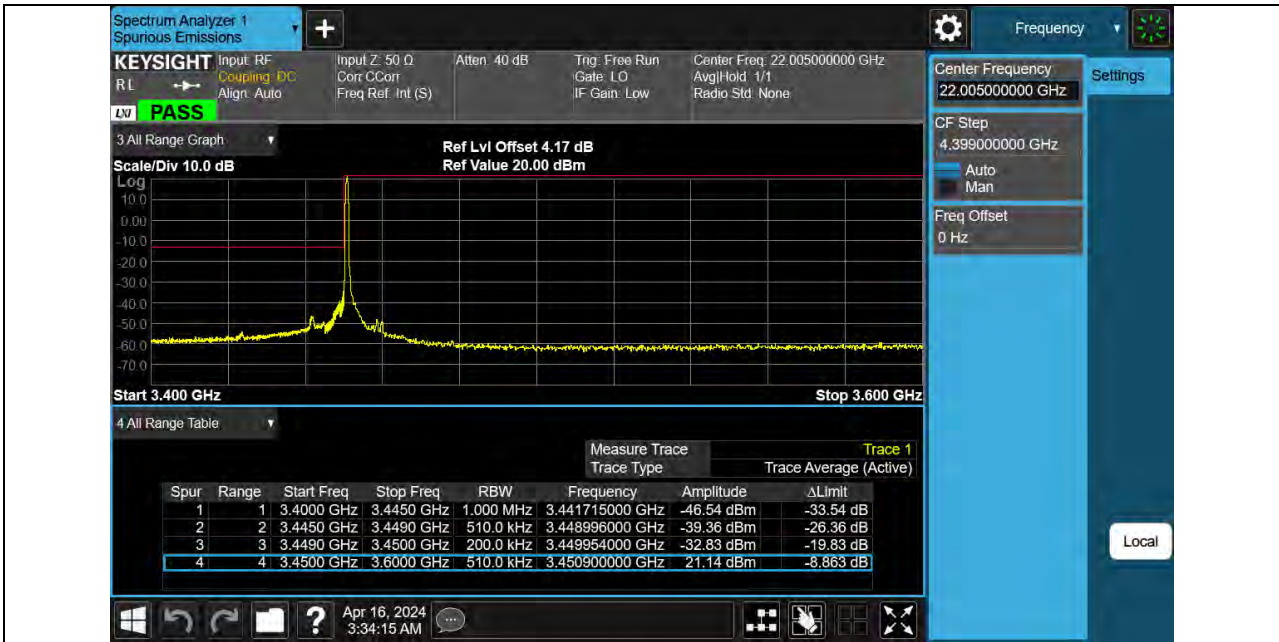 Spectrum Analyzer 1
Spurious Emissions
Frequency
KEYSIGHT Input: RF Input Z: 50 Ω Atten: 40 dB Trig: Free Run Center Freq: 22.005000000 GHz
RL Coupling: DC Corr CCorr Gate: LO Avg|Hold: 1/1
Align: Auto Freq Ref: Int (S) IF Gain: Low Radio Std: None
LXI PASS
3 All Range Graph
Ref Lvl Offset 4.17 dB
Scale/Div 10.0 dB Ref Value 20.00 dBm
Log
10.0
0.00
-10.0
-20.0
-30.0
-40.0
-50.0
-60.0
-70.0
Start 3.400 GHz Stop 3.600 GHz
4 All Range Table
Measure Trace Trace 1
Trace Type Trace Average (Active)
Spur Range Start Freq Stop Freq RBW Frequency Amplitude ΔLimit
1 1 3.4000 GHz 3.4450 GHz 1.000 MHz 3.441715000 GHz -46.54 dBm -33.54 dB
2 2 3.4450 GHz 3.4490 GHz 510.0 kHz 3.448996000 GHz -39.36 dBm -26.36 dB
3 3 3.4490 GHz 3.4500 GHz 200.0 kHz 3.449954000 GHz -32.83 dBm -19.83 dB
4 4 3.4500 GHz 3.6000 GHz 510.0 kHz 3.450900000 GHz 21.14 dBm -8.863 dB
Apr 16, 2024
3:34:15 AM
Center Frequency
22.005000000 GHz
Settings
CF Step
4.399000000 GHz
Auto
Man
Freq Offset
0 Hz
Local